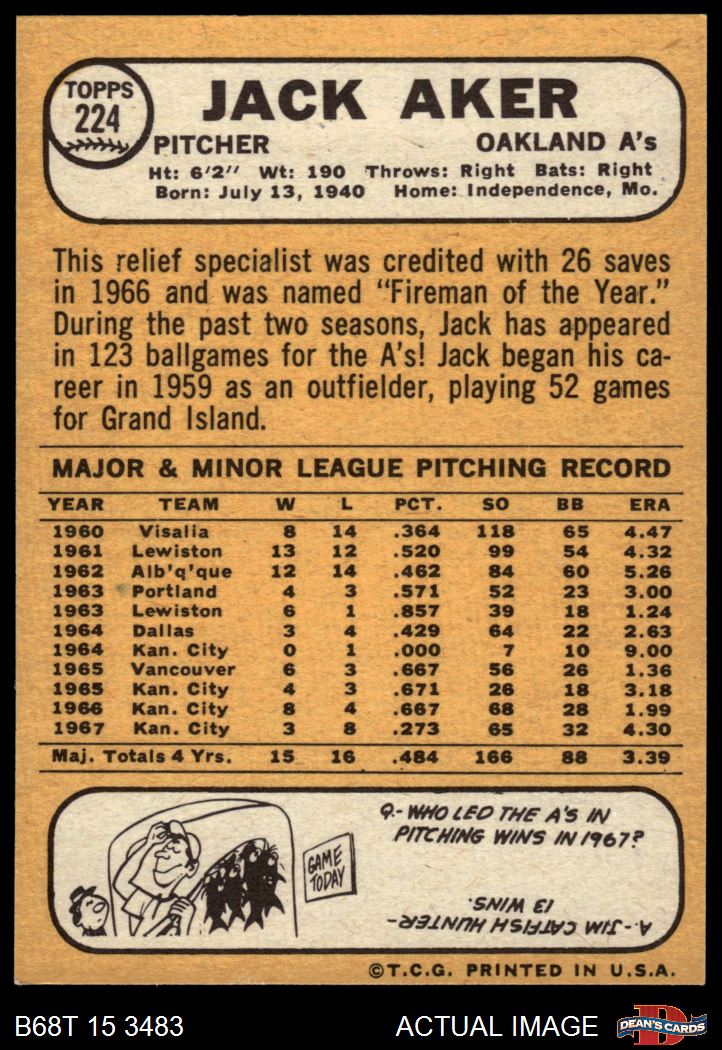 TOPPS
224
JACK AKER
PITCHER OAKLAND A's
Ht: 6'2" Wt: 190 Throws: Right Bats: Right
Born: July 13, 1940 Home: Independence, Mo.
This relief specialist was credited with 26 saves
in 1966 and was named "Fireman of the Year."
During the past two seasons, Jack has appeared
in 123 ballgames for the A's! Jack began his ca-
reer in 1959 as an outfielder, playing 52 games
for Grand Island.
MAJOR & MINOR LEAGUE PITCHING RECORD
YEAR TEAM W L PCT. SO BB ERA
1960 Visalia 8 14 .364 118 65 4.47
1961 Lewiston 13 12 .520 99 54 4.32
1962 Alb'q'que 12 14 .462 84 60 5.26
1963 Portland 4 3 .571 52 23 3.00
1963 Lewiston 6 1 .857 39 18 1.24
1964 Dallas 3 4 .429 64 22 2.63
1964 Kan. City 0 1 .000 7 10 9.00
1965 Vancouver 6 3 .667 56 26 1.36
1965 Kan. City 4 3 .671 26 18 3.18
1966 Kan. City 8 4 .667 68 28 1.99
1967 Kan. City 3 8 .273 65 32 4.30
Maj. Totals 4 Yrs. 15 16 .484 166 88 3.39
Q.- WHO LED THE A'S IN
PITCHING WINS IN 1967?
GAME
TODAY
A.- JIM CATFISH HUNTER-
13 WINS.
©T.C.G. PRINTED IN U.S.A.
B68T 15 3483 ACTUAL IMAGE
D
DEAN'S CARDS